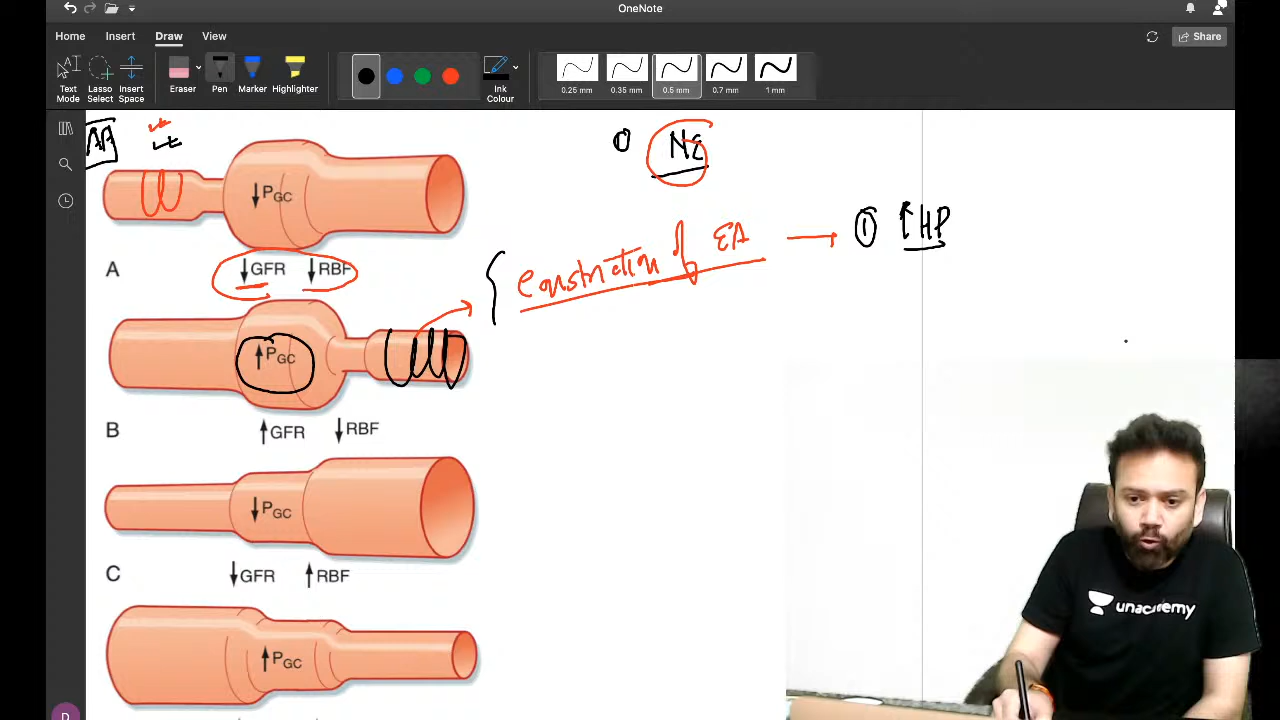 OneNote
Home Insert Draw View
Share
Text Mode
Lasso Select
Insert Space
Eraser
Pen
Marker
Highlighter
Ink Colour
0.25 mm
0.35 mm
0.5 mm
0.7 mm
1 mm
AA
① NE
↓PGC
A ↓GFR ↓RBF
Constriction of EA → ① ↑HP
↑PGC
B ↑GFR ↓RBF
↓PGC
C ↓GFR ↑RBF
↑PGC
unacademy
D